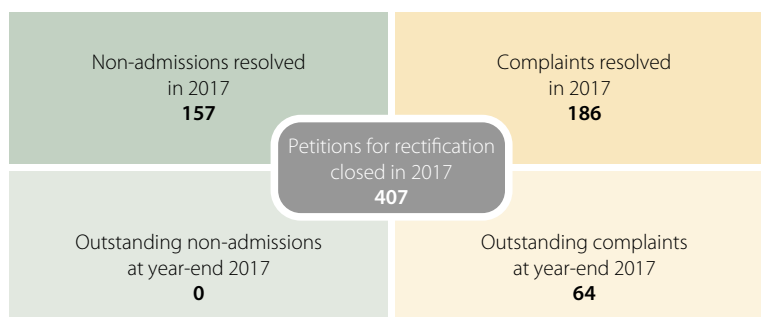 Non-admissions resolved
in 2017
157
Complaints resolved
in 2017
186
Petitions for rectification
closed in 2017
407
Outstanding non-admissions
at year-end 2017
0
Outstanding complaints
at year-end 2017
64